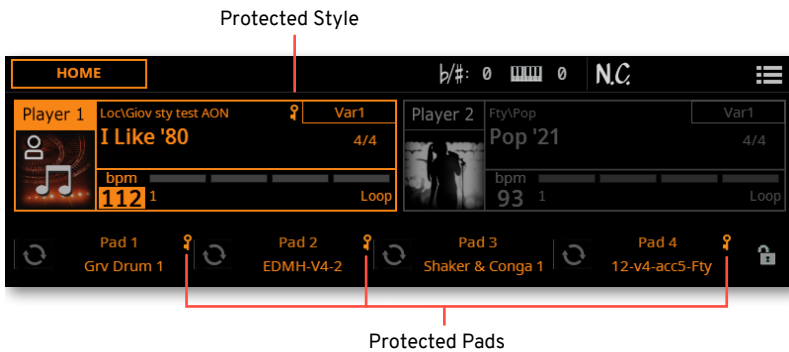 Protected Style
HOME
♭/#: 0 0 N.C.
Player 1 Loc\Giov sty test AON Var1
I Like '80 4/4
bpm
112 1 Loop
Player 2 Fty\Pop Var1
Pop '21 4/4
bpm
93 1 Loop
Pad 1 Pad 2 Pad 3 Pad 4
Grv Drum 1 EDMH-V4-2 Shaker & Conga 1 12-v4-acc5-Fty
Protected Pads